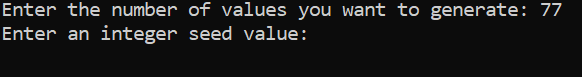 Enter the number of values you want to generate: 77
Enter an integer seed value: